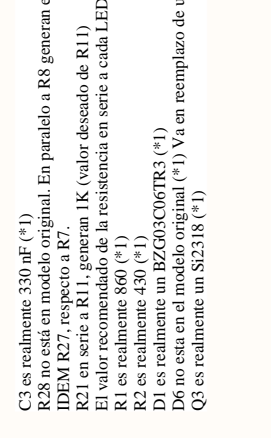 C3 es realmente 330 nF (*1)
R28 no está en modelo original. En paralelo a R8 generan
IDEM R27, respecto a R7.
R21 en serie a R11, generan 1K (valor deseado de R11)
El valor recomendado de la resistencia en serie a cada LED
R1 es realmente 860 (*1)
R2 es realmente 430 (*1)
D1 es realmente un BZG03C06TR3 (*1)
D6 no esta en el modelo original (*1) Va en reemplazo de
Q3 es realmente un Si2318 (*1)